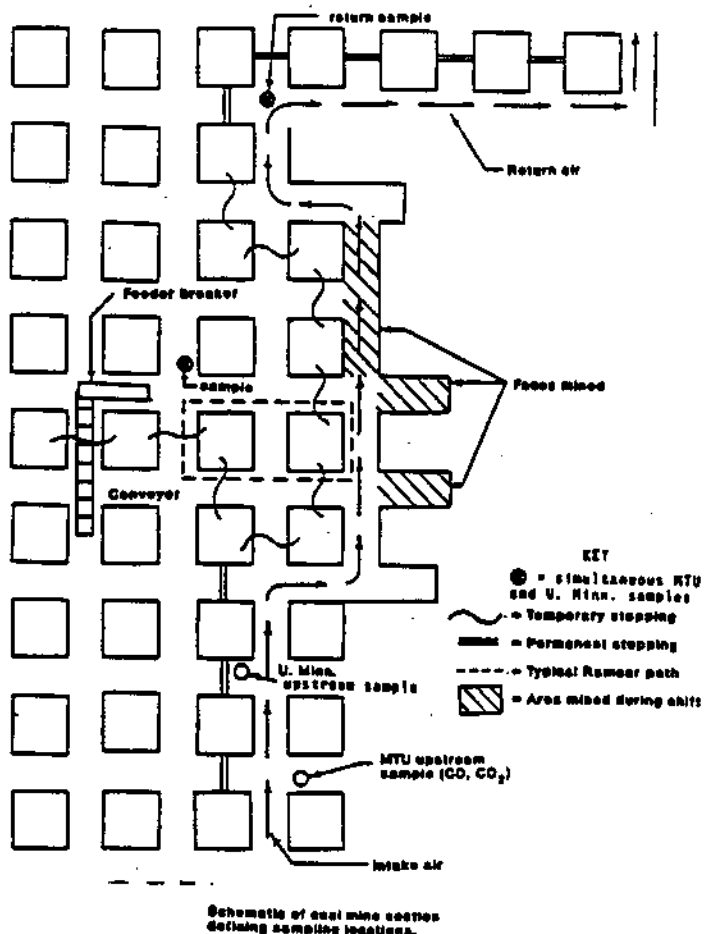 return sample
Return air
Feeder breaker
sample
Faces mined
Conveyor
KEY
= simultaneous MTU
and U. Minn. samples
= Temporary stopping
= Permanent stopping
= Typical Ramcar path
= Area mined during shift
U. Minn.
upstream sample
MTU upstream
sample (CO, CO₂)
Intake air
Schematic of coal mine section
defining sampling locations.